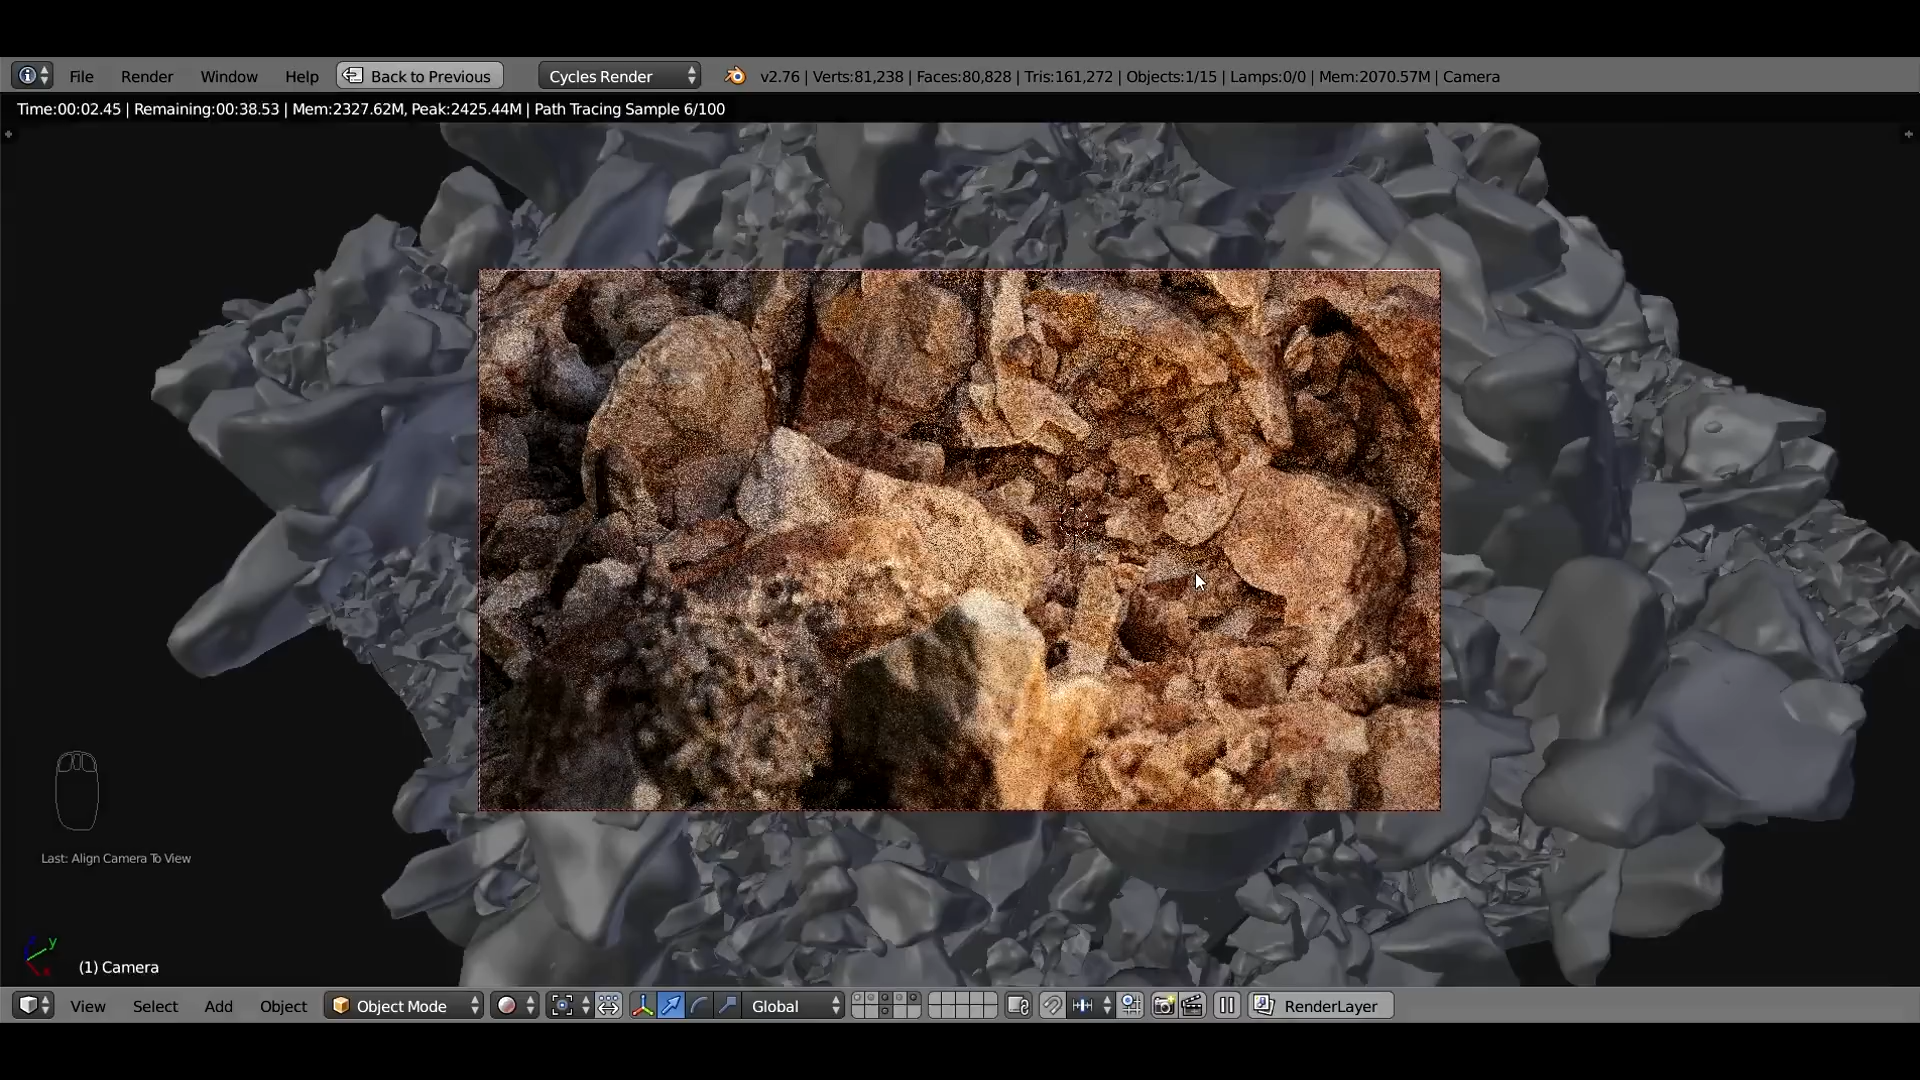 File Render Window Help Back to Previous Cycles Render v2.76 | Verts:81,238 | Faces:80,828 | Tris:161,272 | Objects:1/15 | Lamps:0/0 | Mem:2070.57M | Camera
Time:00:02.45 | Remaining:00:38.53 | Mem:2327.62M, Peak:2425.44M | Path Tracing Sample 6/100
Last: Align Camera To View
y
x
(1) Camera
View Select Add Object Object Mode Global RenderLayer